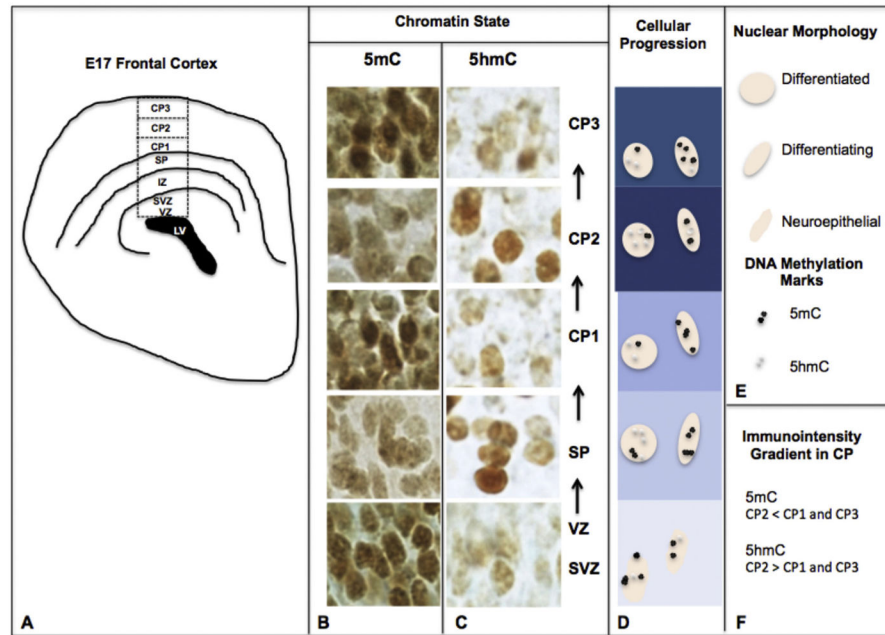 E17 Frontal Cortex
CP3
CP2
CP1
SP
IZ
SVZ
VZ
LV
A
Chromatin State
5mC
5hmC
CP3
CP2
CP1
SP
VZ
SVZ
B
C
Cellular
Progression
D
Nuclear Morphology
Differentiated
Differentiating
Neuroepithelial
DNA Methylation
Marks
5mC
5hmC
E
Immunointensity
Gradient in CP
5mC
CP2 < CP1 and CP3
5hmC
CP2 > CP1 and CP3
F